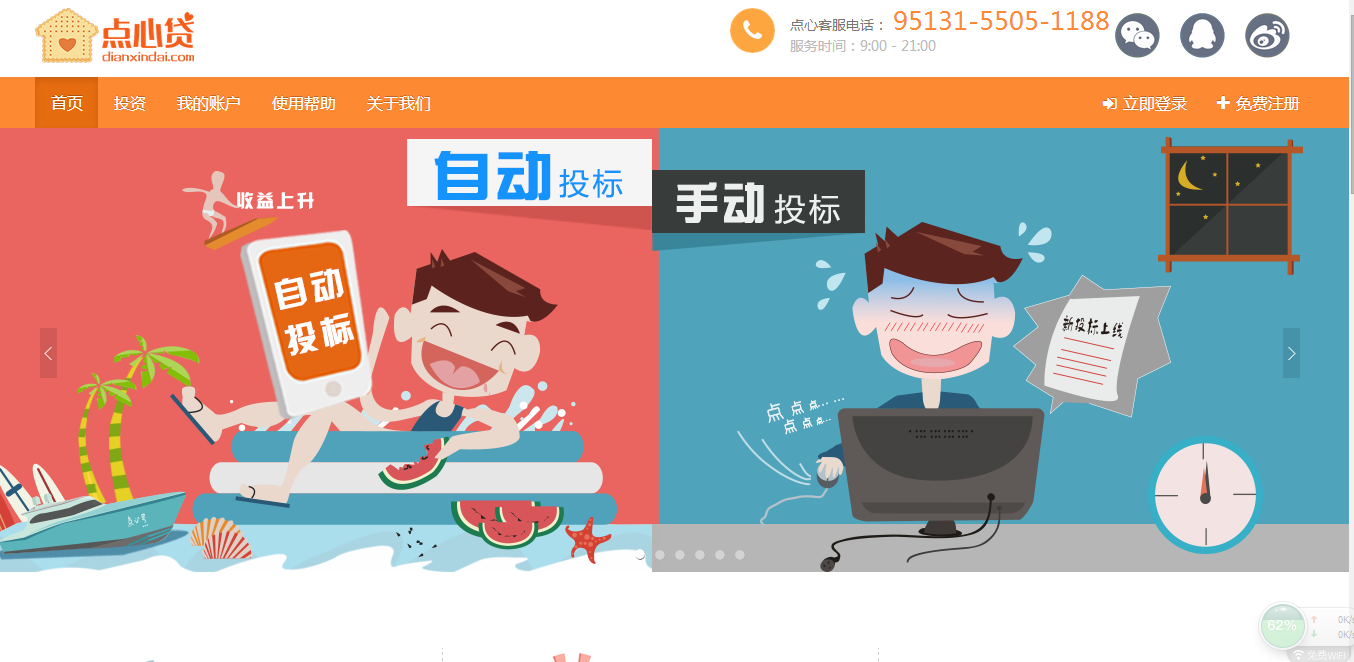 点心贷
dianxindai.com
点心客服电话： 95131-5505-1188
服务时间：9:00 - 21:00
首页 投资 我的账户 使用帮助 关于我们 立即登录 免费注册
自动投标
手动投标
收益上升
自动
投标
新投标上线
点 点 点... ...
点 点 点...
62%
0K/s
0K/s
免费WiFi